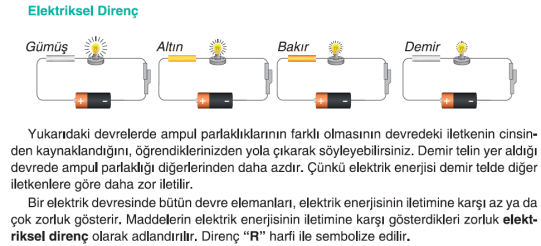 Elektriksel Direnç
Gümüş Altın Bakır Demir
Yukarıdaki devrelerde ampul parlaklıklarının farklı olmasının devredeki iletkenin cinsin-
den kaynaklandığını, öğrendiklerinizden yola çıkarak söyleyebilirsiniz. Demir telin yer aldığı
devrede ampul parlaklığı diğerlerinden daha azdır. Çünkü elektrik enerjisi demir telde diğer
iletkenlere göre daha zor iletilir.
Bir elektrik devresinde bütün devre elemanları, elektrik enerjisinin iletimine karşı az ya da
çok zorluk gösterir. Maddelerin elektrik enerjisinin iletimine karşı gösterdikleri zorluk elekt-
riksel direnç olarak adlandırılır. Direnç “R” harfi ile sembolize edilir.